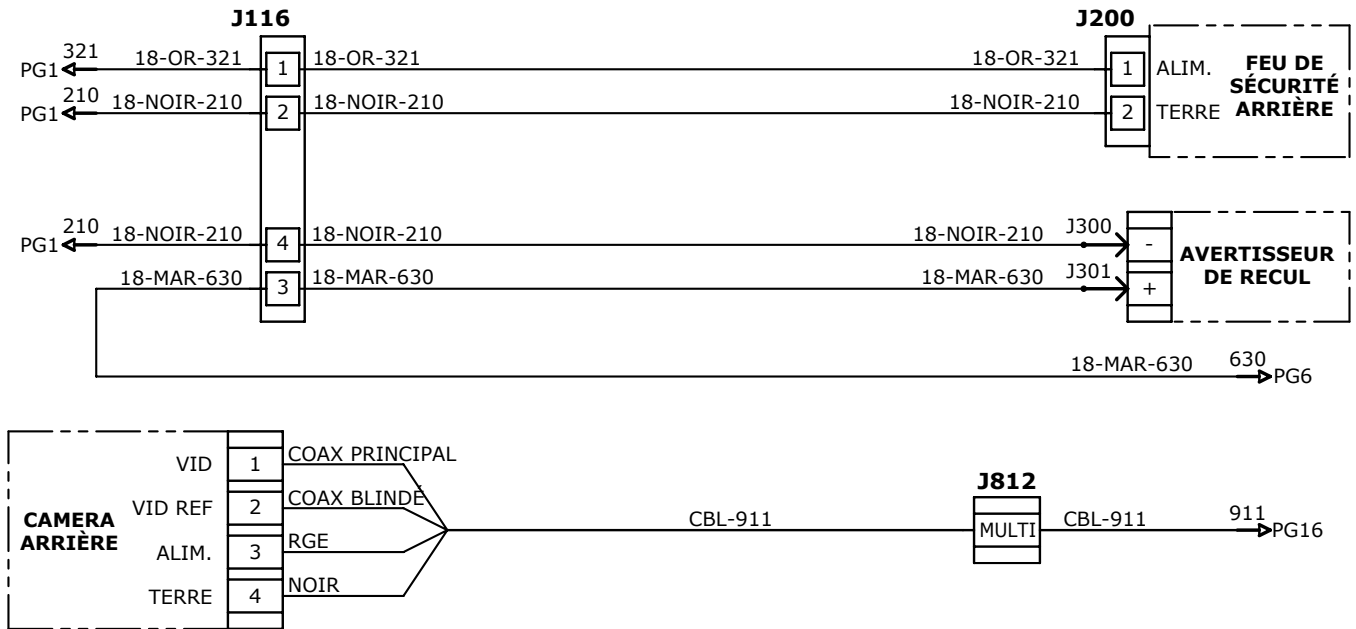 J116
J200
321
PG1
18-OR-321
1
18-OR-321
18-OR-321
1
ALIM.
FEU DE
SÉCURITÉ
ARRIÈRE
210
PG1
18-NOIR-210
2
18-NOIR-210
18-NOIR-210
2
TERRE
210
PG1
18-NOIR-210
4
18-NOIR-210
18-NOIR-210
J300
-
AVERTISSEUR
DE RECUL
18-MAR-630
3
18-MAR-630
18-MAR-630
J301
+
18-MAR-630
630
PG6
CAMERA
ARRIÈRE
VID
1
COAX PRINCIPAL
VID REF
2
COAX BLINDÉ
ALIM.
3
RGE
TERRE
4
NOIR
CBL-911
J812
MULTI
CBL-911
911
PG16